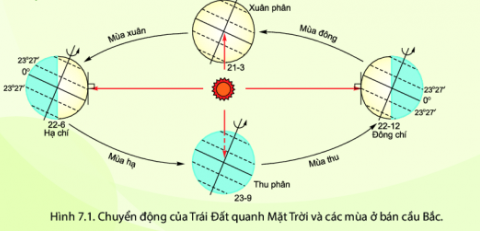 Xuân phân
Mùa xuân
Mùa đông
21-3
23°27'
0°
23°27'
23°27'
0°
23°27'
22-6
Hạ chí
22-12
Đông chí
Mùa hạ
Mùa thu
Thu phân
23-9
Hình 7.1. Chuyển động của Trái Đất quanh Mặt Trời và các mùa ở bán cầu Bắc.